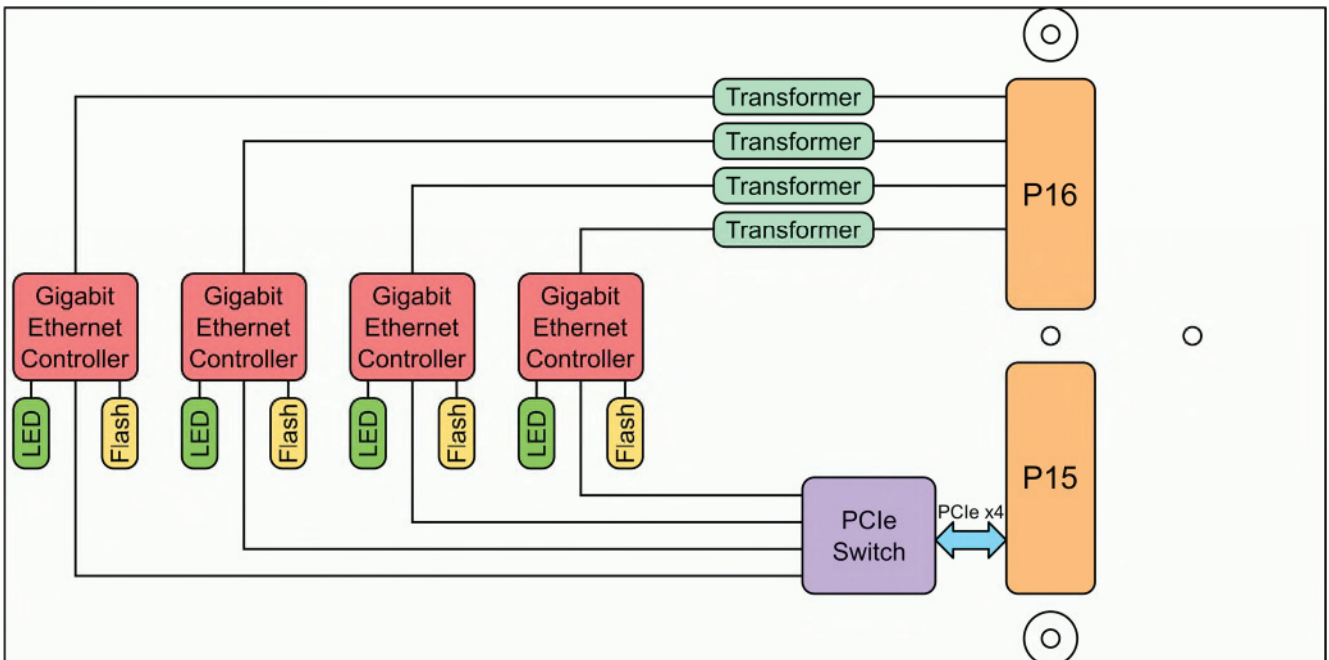 Transformer
Transformer
Transformer
Transformer
P16
Gigabit
Ethernet
Controller
Gigabit
Ethernet
Controller
Gigabit
Ethernet
Controller
Gigabit
Ethernet
Controller
LED
Flash
LED
Flash
LED
Flash
LED
Flash
PCIe
Switch
PCIe x4
P15